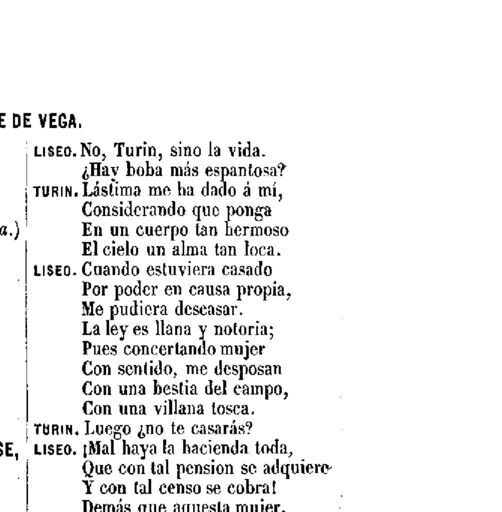 E DE VEGA.
LISEO. No, Turin, sino la vida.
¿Hay boba más espantosa?
TURIN. Lástima me ha dado á mí,
Considerando que ponga
a.) En un cuerpo tan hermoso
El cielo un alma tan loca.
LISEO. Cuando estuviera casado
Por poder en causa propia,
Me pudiera descasar.
La ley es llana y notoria;
Pues concertando mujer
Con sentido, me desposan
Con una bestia del campo,
Con una villana tosca.
TURIN. Luego ¿no te casarás?
SE, LISEO. ¡Mal haya la hacienda toda,
Que con tal pension se adquiere
Y con tal censo se cobra!
Demás que aquesta mujer,